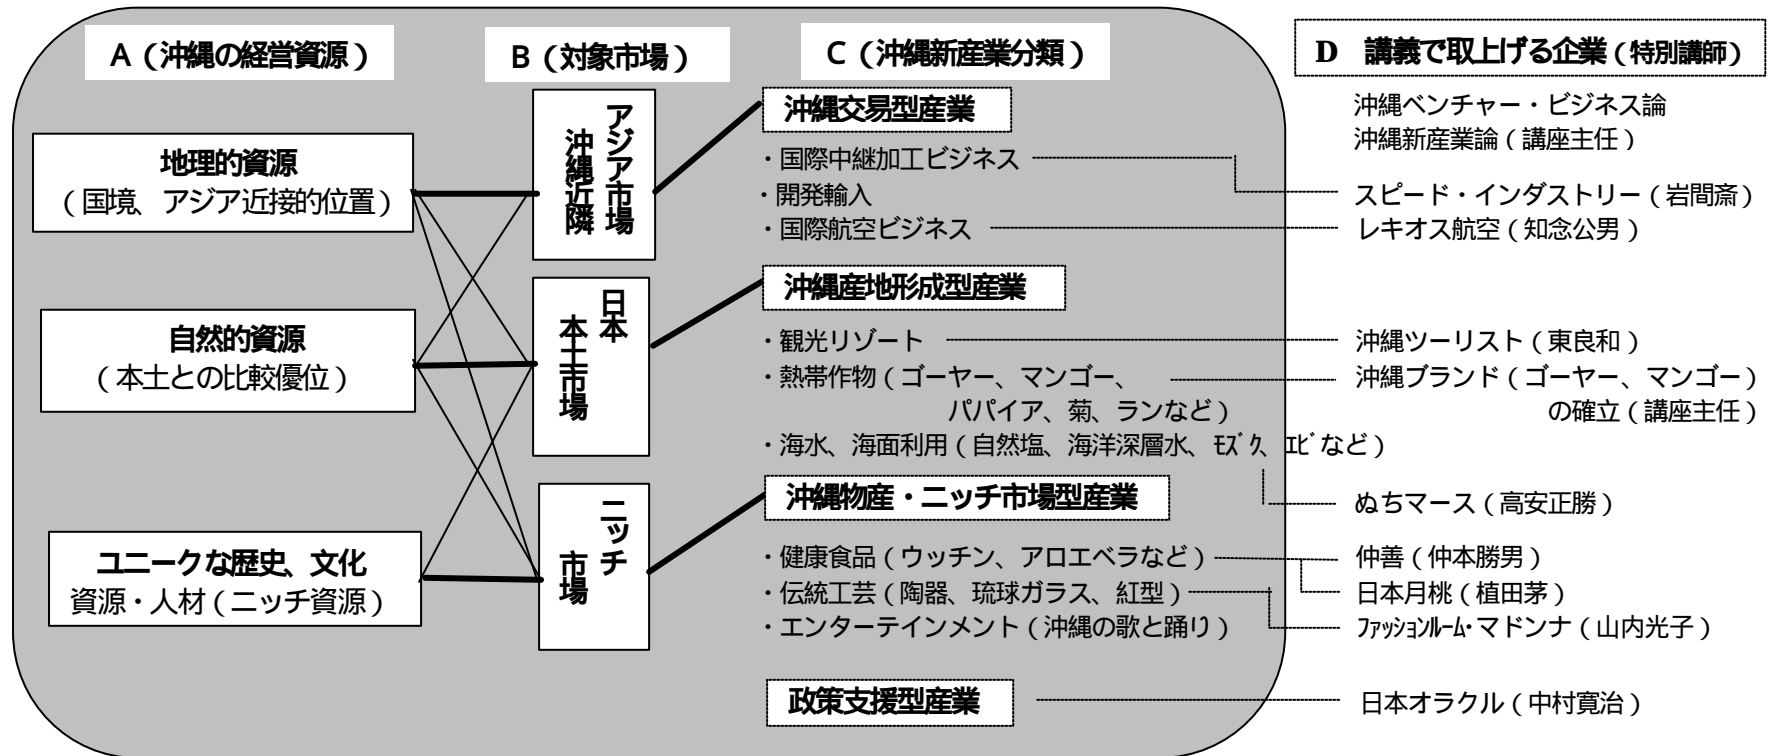 A（沖縄の経営資源）
地理的資源
（国境、アジア近接的位置）
自然的資源
（本土との比較優位）
ユニークな歴史、文化
資源・人材（ニッチ資源）
B（対象市場）
アジア市場
沖縄近隣
日本
本土市場
ニッチ
市場
C（沖縄新産業分類）
沖縄交易型産業
・国際中継加工ビジネス
・開発輸入
・国際航空ビジネス
沖縄産地形成型産業
・観光リゾート
・熱帯作物（ゴーヤー、マンゴー、
パパイア、菊、ランなど）
・海水、海面利用（自然塩、海洋深層水、ﾓｽﾞｸ、ｴﾋﾞなど）
沖縄物産・ニッチ市場型産業
・健康食品（ウッチン、アロエベラなど）
・伝統工芸（陶器、琉球ガラス、紅型）
・エンターテインメント（沖縄の歌と踊り）
政策支援型産業
D　講義で取上げる企業（特別講師）
沖縄ベンチャー・ビジネス論
沖縄新産業論（講座主任）
スピード・インダストリー（岩間斎）
レキオス航空（知念公男）
沖縄ツーリスト（東良和）
沖縄ブランド（ゴーヤー、マンゴー）
の確立（講座主任）
ぬちマース（高安正勝）
仲善（仲本勝男）
日本月桃（植田茅）
ﾌｧｯｼｮﾝﾙｰﾑ・マドンナ（山内光子）
日本オラクル（中村寛治）